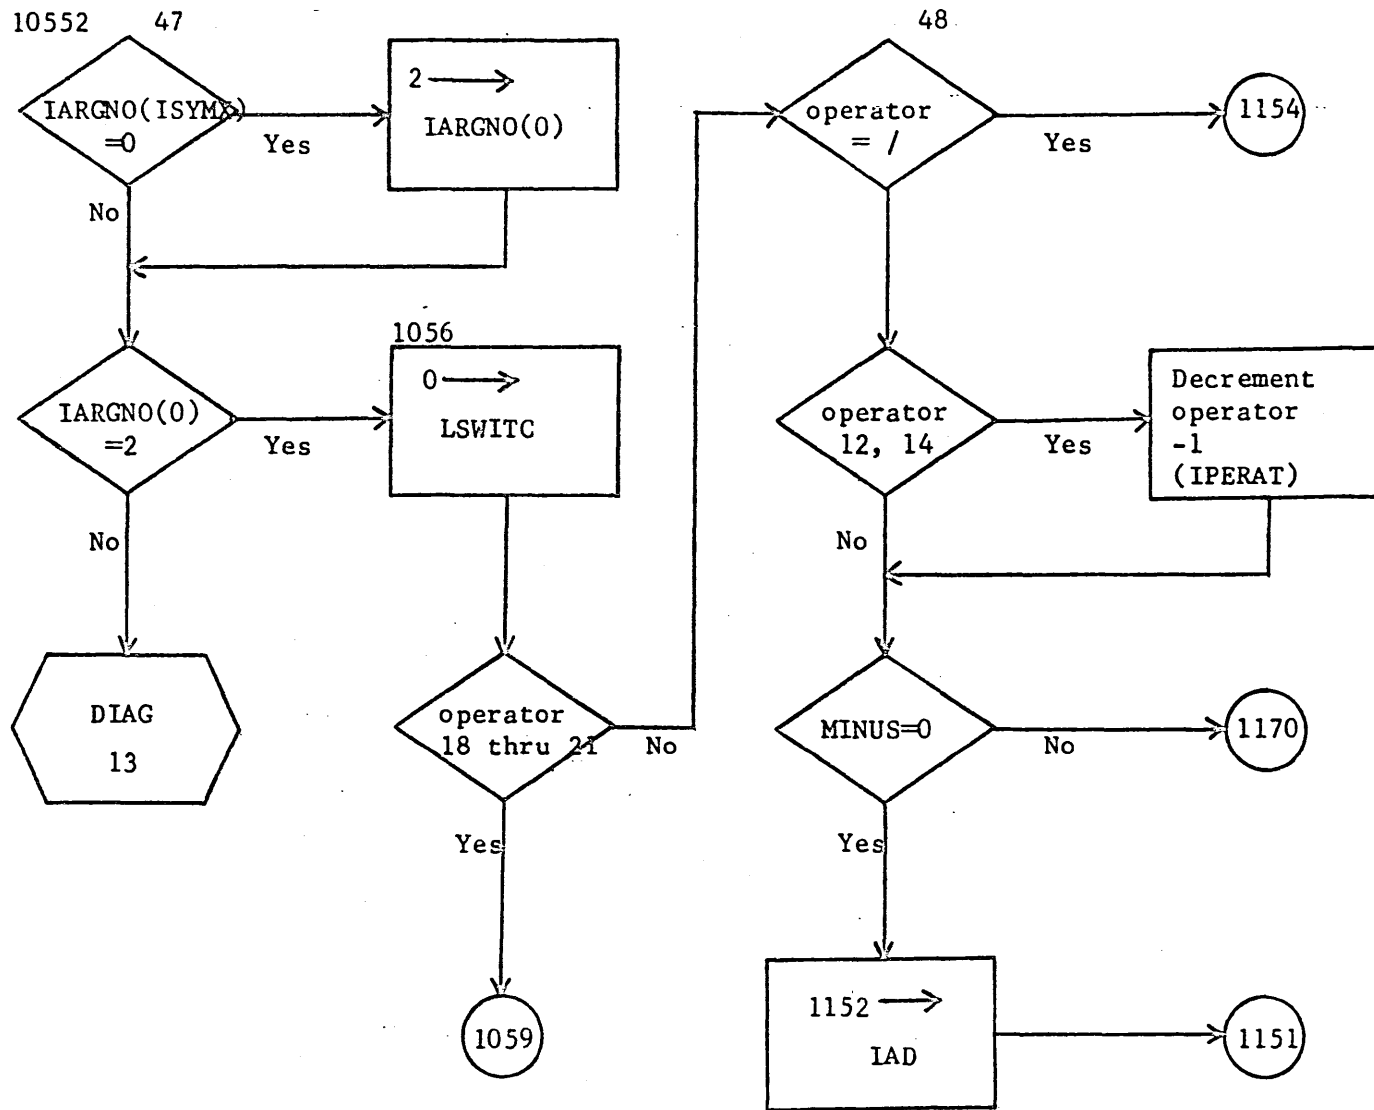 10552 47
IARGNO(ISYMX)
=0
Yes
No
2
IARGNO(0)
IARGNO(0)
=2
Yes
No
DIAG
13
1056
0
LSWITC
operator
18 thru 21
No
Yes
1059
48
operator
= /
Yes
1154
operator
12, 14
Yes
No
Decrement
operator
-1
(IPERAT)
MINUS=0
No
1170
Yes
1152
IAD
1151